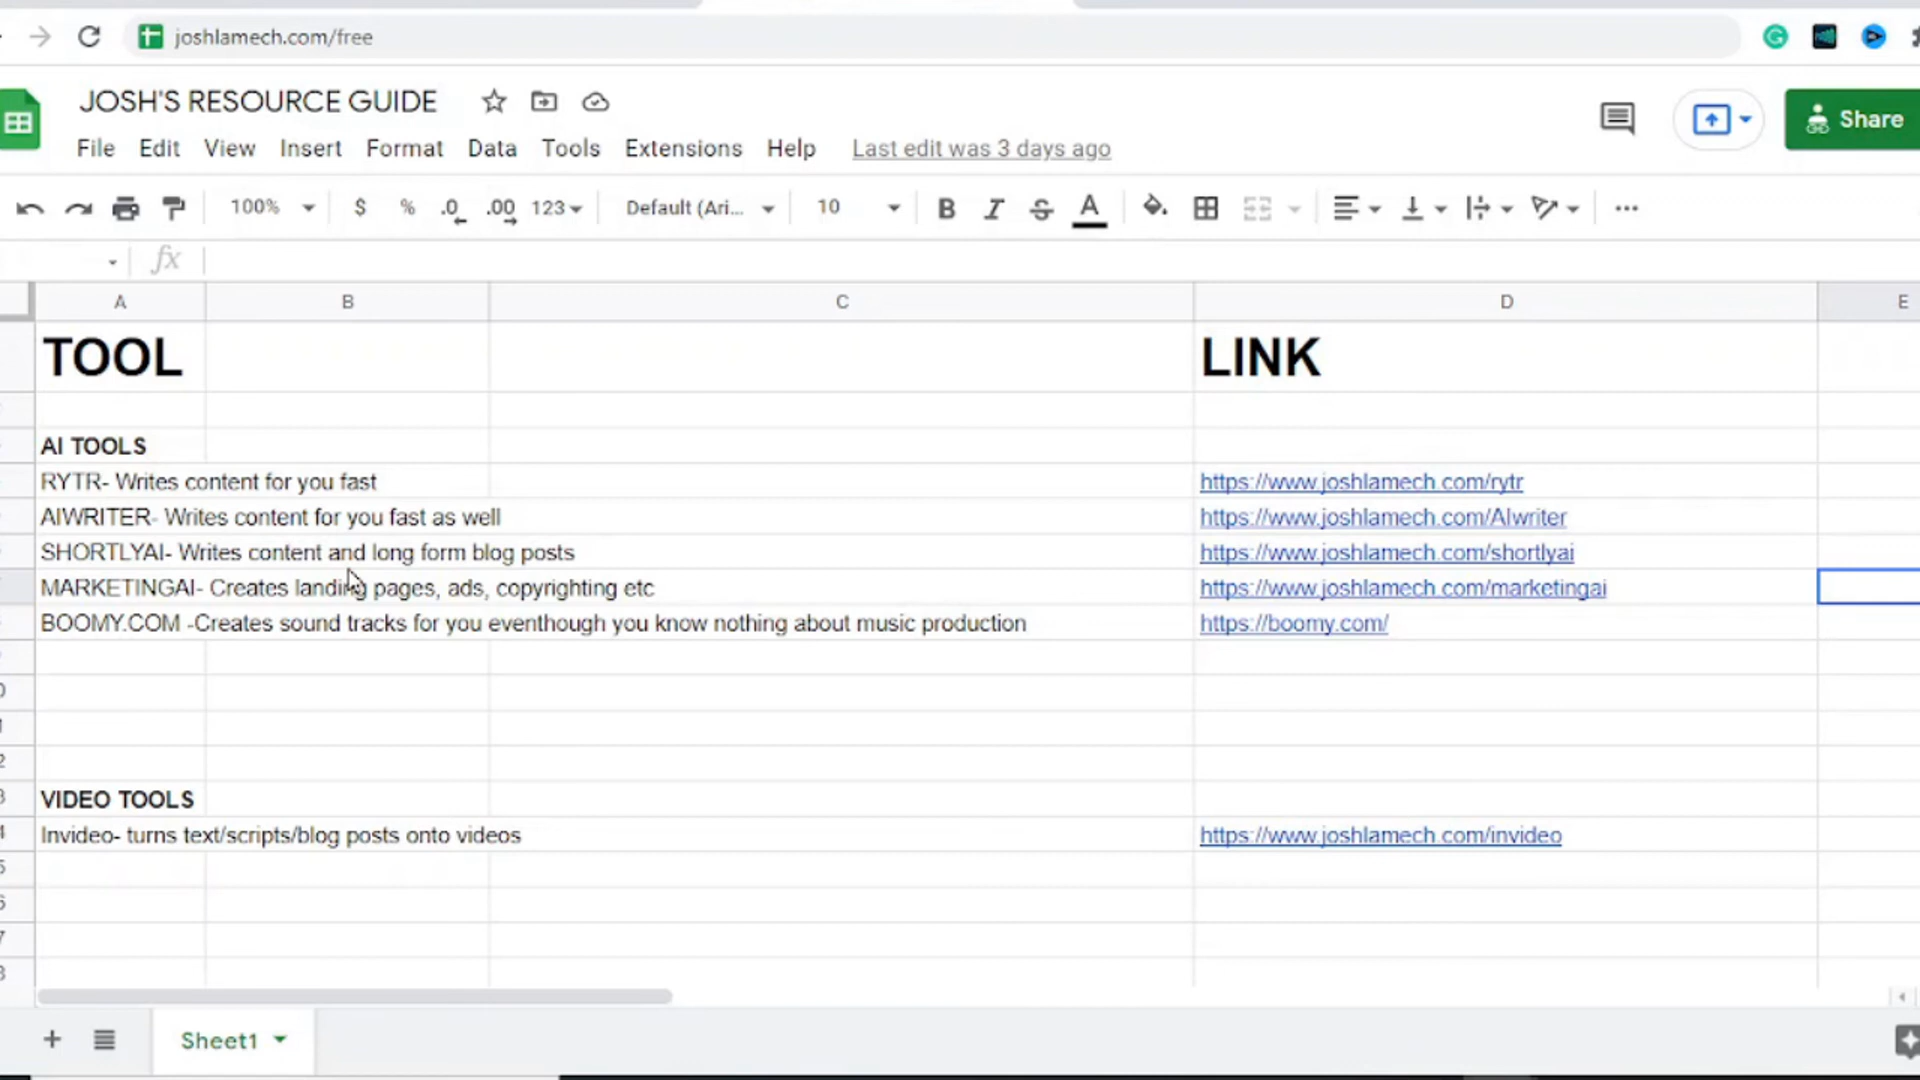 joshlamech.com/free
JOSH'S RESOURCE GUIDE
Share
File Edit View Insert Format Data Tools Extensions Help Last edit was 3 days ago
100% $ % .0 .00 123 Default (Ari... 10 B I S A
fx
A B C D E
TOOL LINK
AI TOOLS
RYTR- Writes content for you fast https://www.joshlamech.com/rytr
AIWRITER- Writes content for you fast as well https://www.joshlamech.com/AIwriter
SHORTLYAI- Writes content and long form blog posts https://www.joshlamech.com/shortlyai
MARKETINGAI- Creates landing pages, ads, copyrighting etc https://www.joshlamech.com/marketingai
BOOMY.COM -Creates sound tracks for you eventhough you know nothing about music production https://boomy.com/
VIDEO TOOLS
Invideo- turns text/scripts/blog posts onto videos https://www.joshlamech.com/invideo
Sheet1